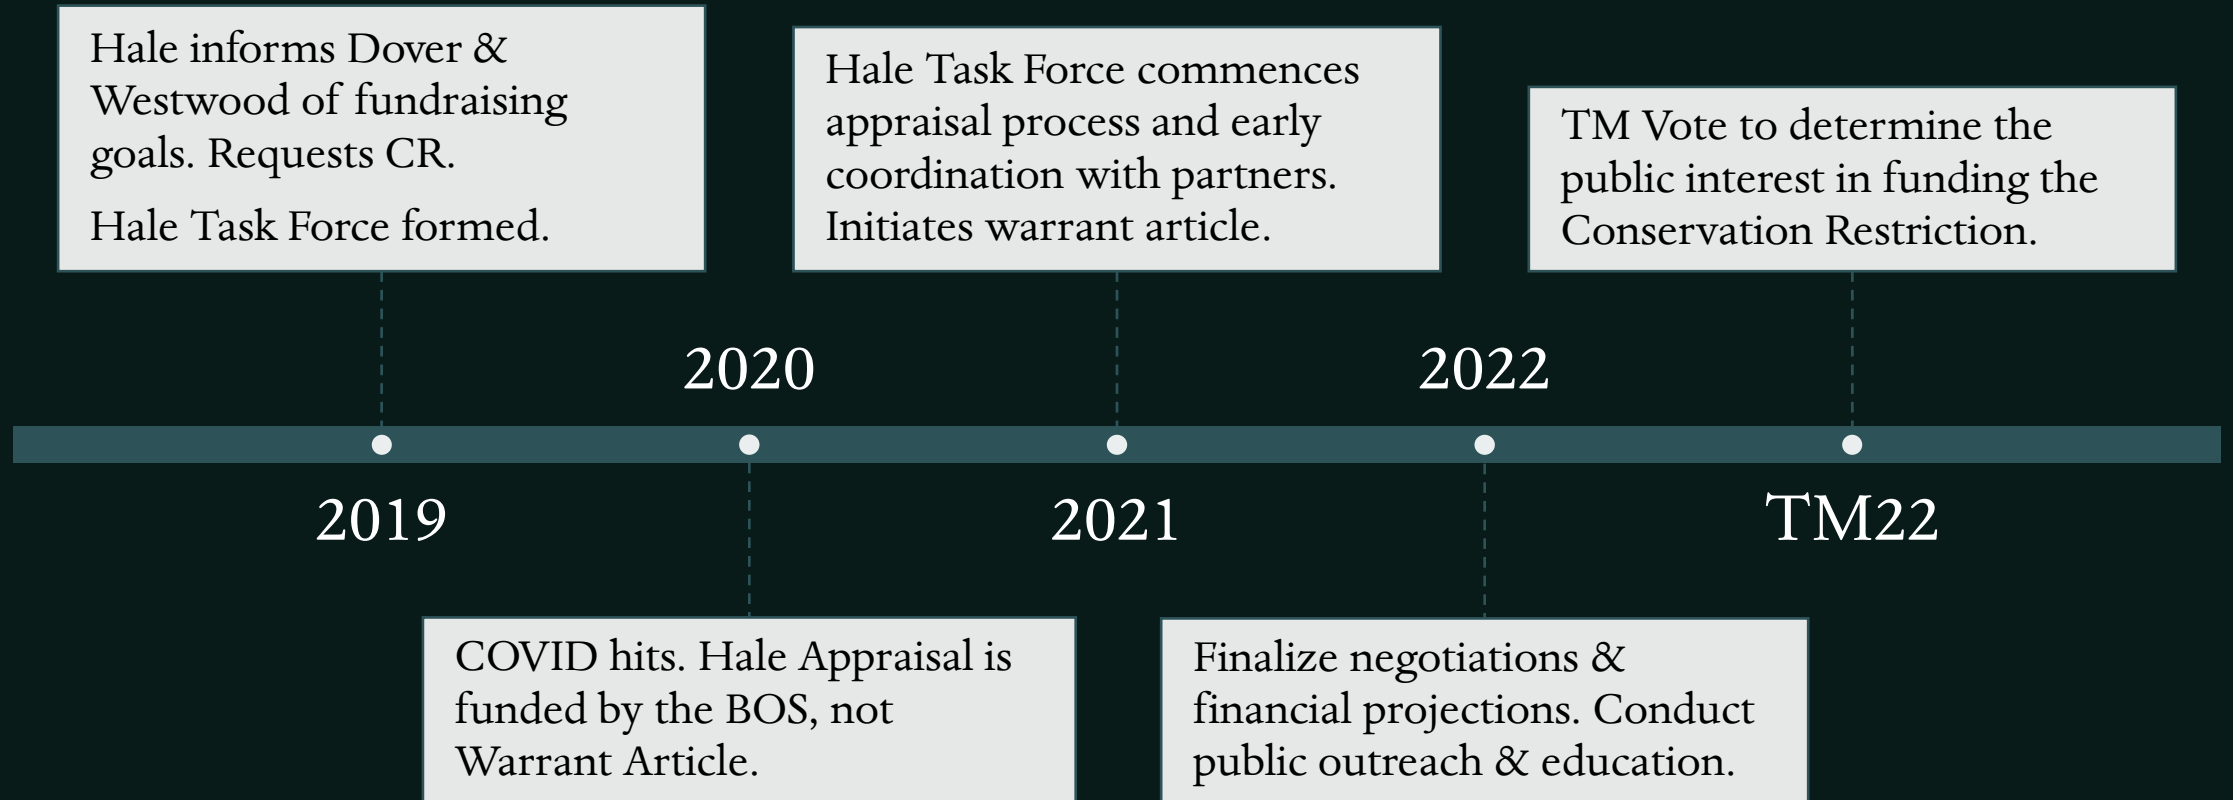 Hale informs Dover &
Westwood of fundraising
goals. Requests CR.
Hale Task Force formed.
Hale Task Force commences
appraisal process and early
coordination with partners.
Initiates warrant article.
TM Vote to determine the
public interest in funding the
Conservation Restriction.
2020
2022
2019
2021
TM22
COVID hits. Hale Appraisal is
funded by the BOS, not
Warrant Article.
Finalize negotiations &
financial projections. Conduct
public outreach & education.